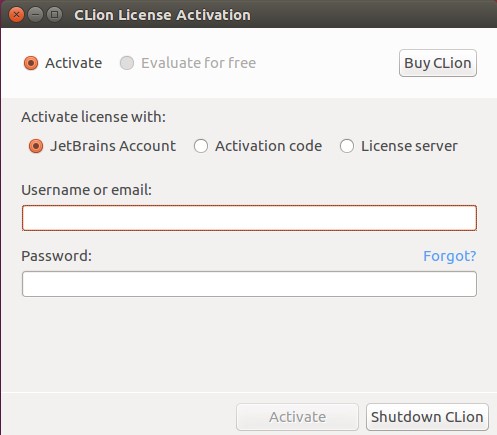 CLion License Activation
Activate Evaluate for free Buy CLion
Activate license with:
JetBrains Account Activation code License server
Username or email:
Password: Forgot?
Activate Shutdown CLion